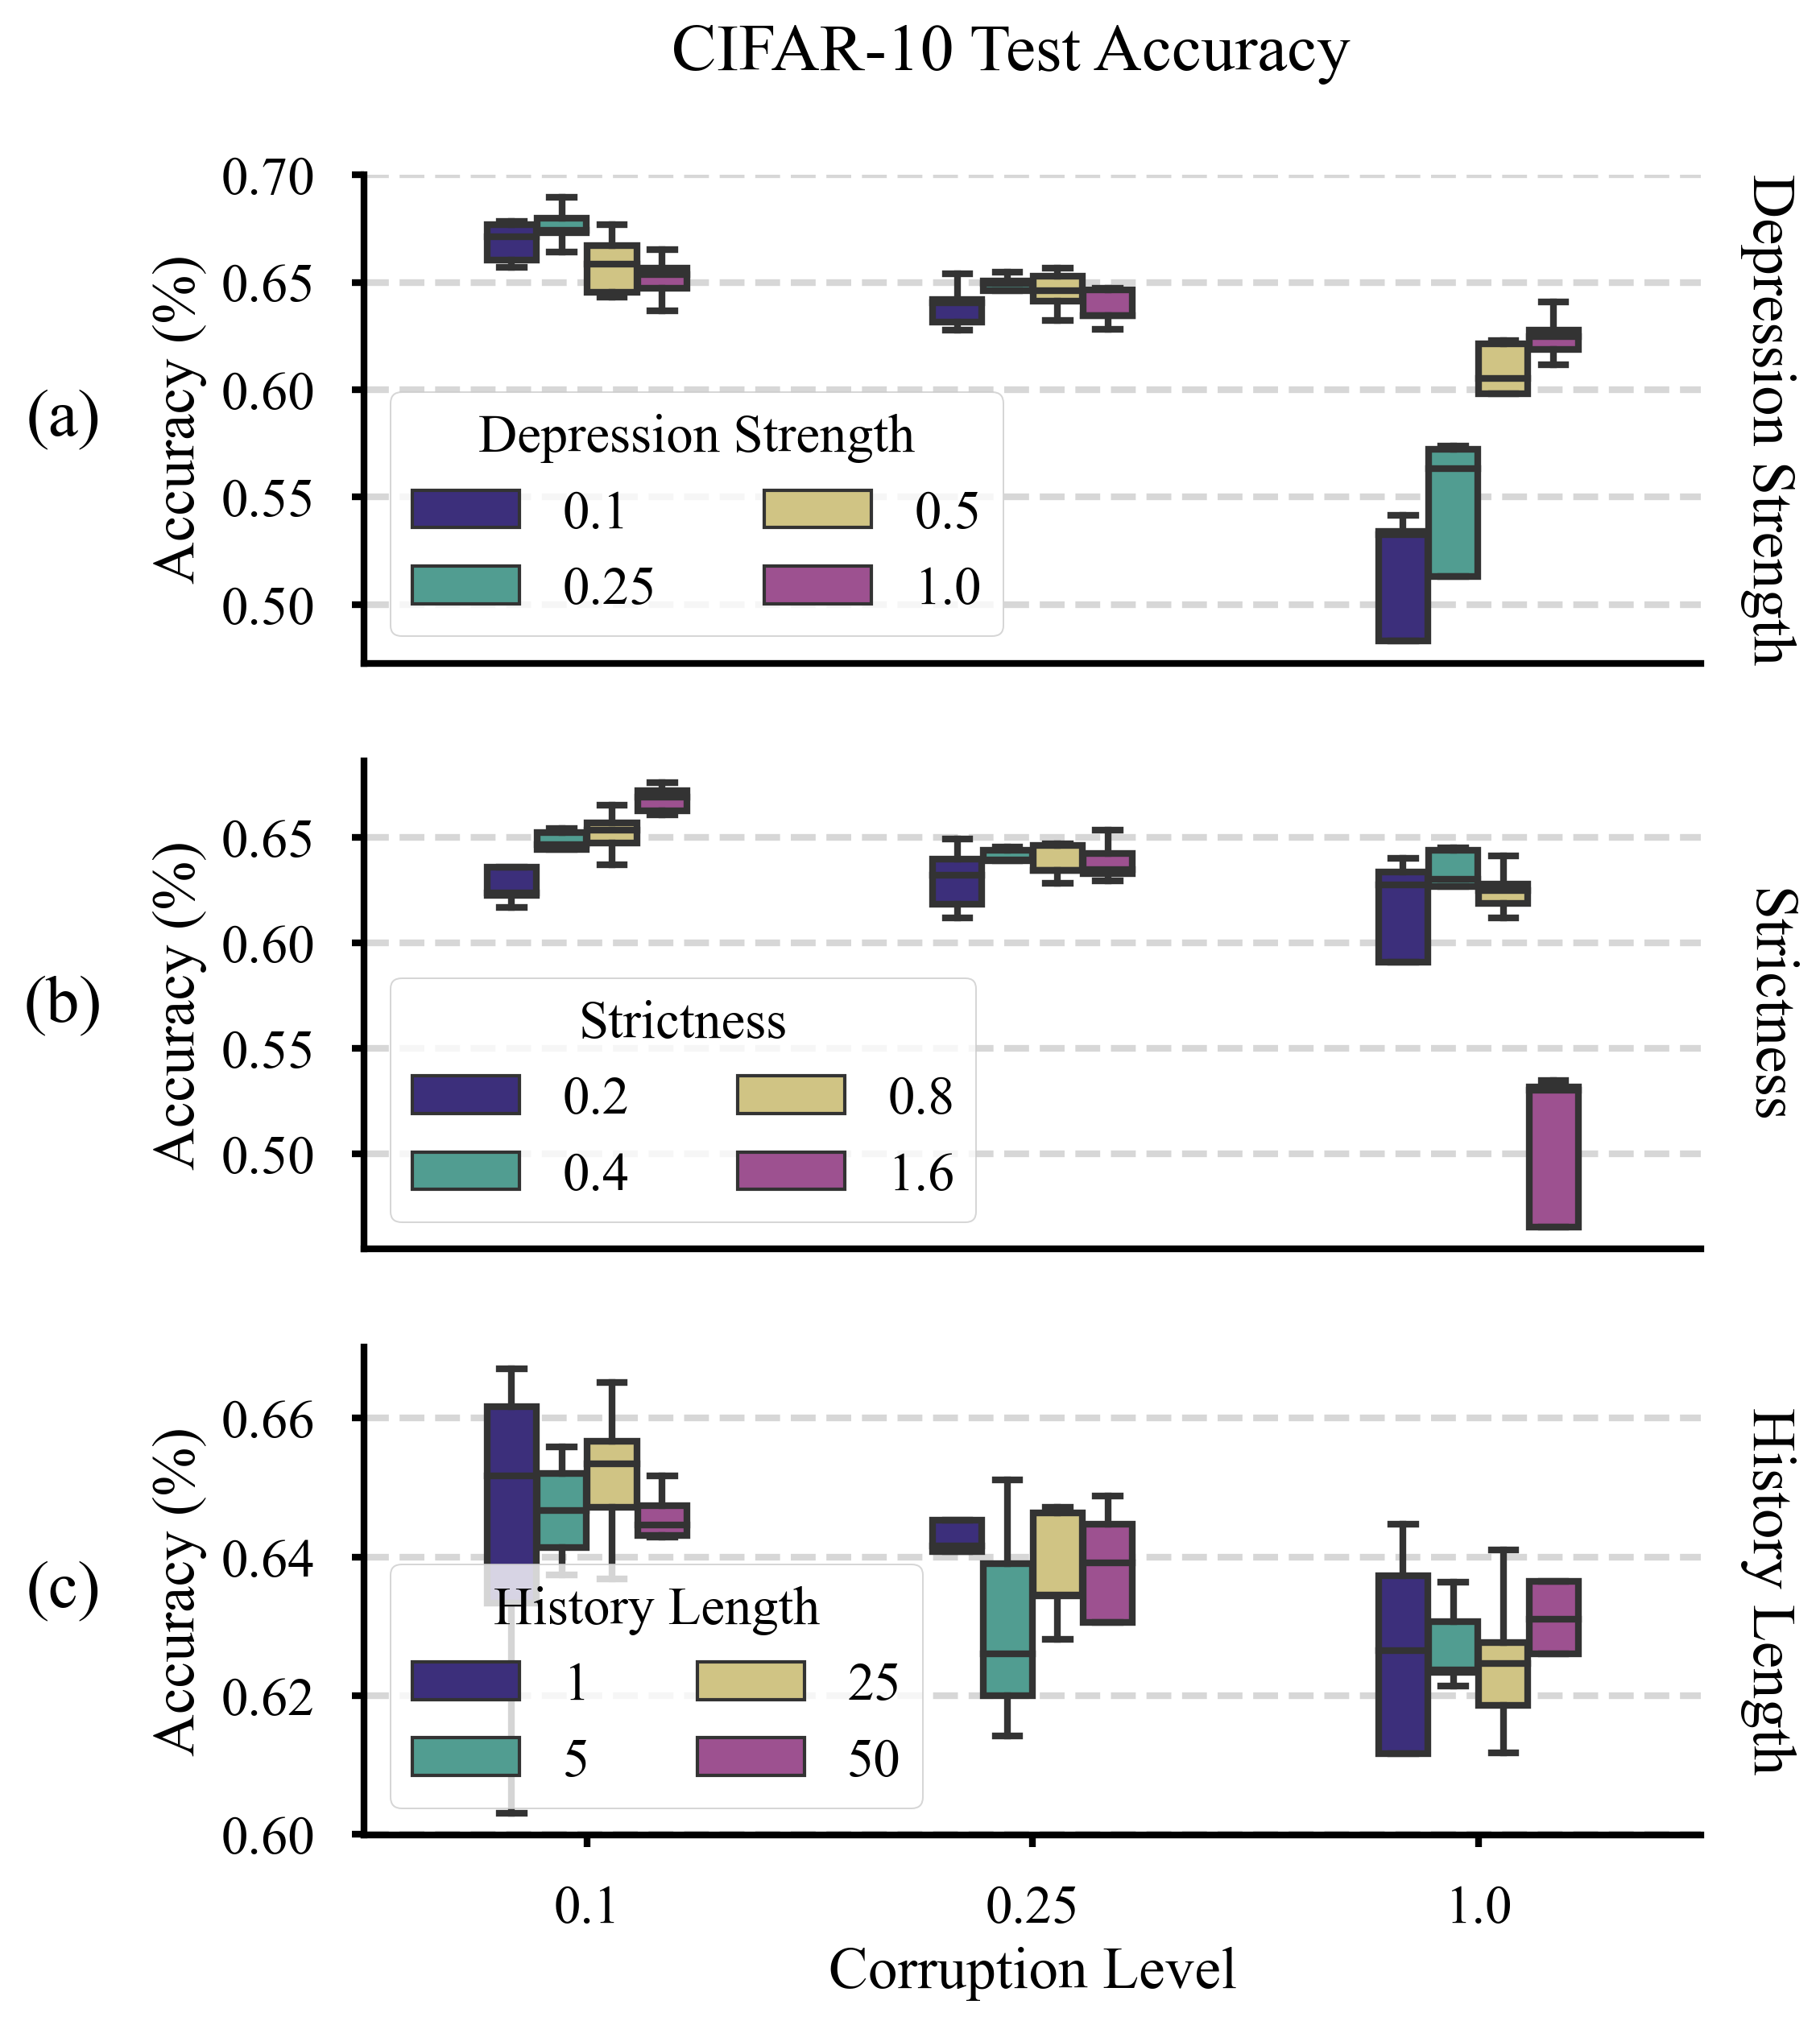 CIFAR-10 Test Accuracy
(a)
Accuracy (%)
0.70
0.65
0.60
0.55
0.50
Depression Strength
0.1
0.5
0.25
1.0
Depression Strength
(b)
Accuracy (%)
0.65
0.60
0.55
0.50
Strictness
0.2
0.8
0.4
1.6
Strictness
(c)
Accuracy (%)
0.66
0.64
0.62
0.60
History Length
1
25
5
50
History Length
0.1
0.25
1.0
Corruption Level